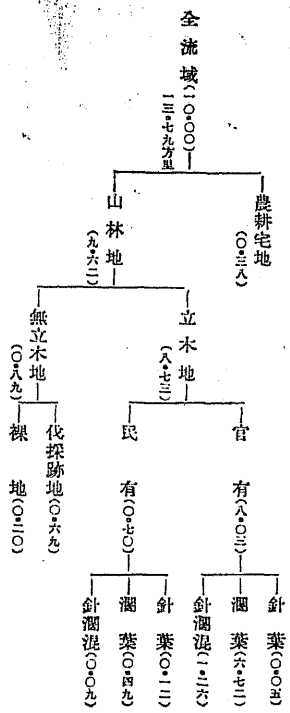 全流域(一〇・〇〇)
一三・七九方里
農耕宅地
(〇・三八)
山林地
(九・六二)
立木地
(八・七三)
無立木地
(〇・八九)
官有(八・〇三)
民有(〇・七〇)
伐採跡地(〇・六九)
裸地(〇・二〇)
針葉(〇・〇五)
濶葉(六・七二)
針濶混(一・二六)
針葉(〇・一二)
濶葉(〇・四九)
針濶混(〇・〇九)